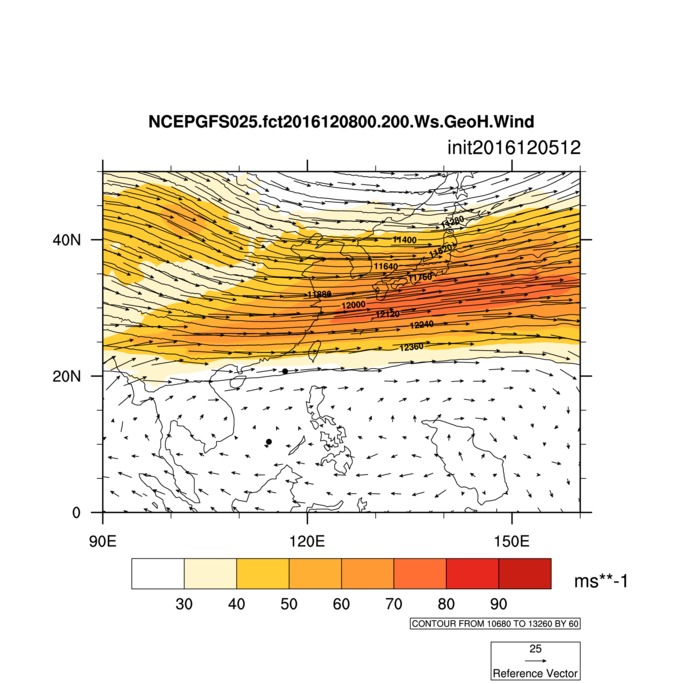 NCEPGFS025.fct2016120800.200.Ws.GeoH.Wind
init2016120512
11280
11400
11520
11640
11760
11880
12000
12120
12240
12360
40N
20N
0
90E 120E 150E
30 40 50 60 70 80 90
ms**-1
CONTOUR FROM 10680 TO 13260 BY 60
25
Reference Vector